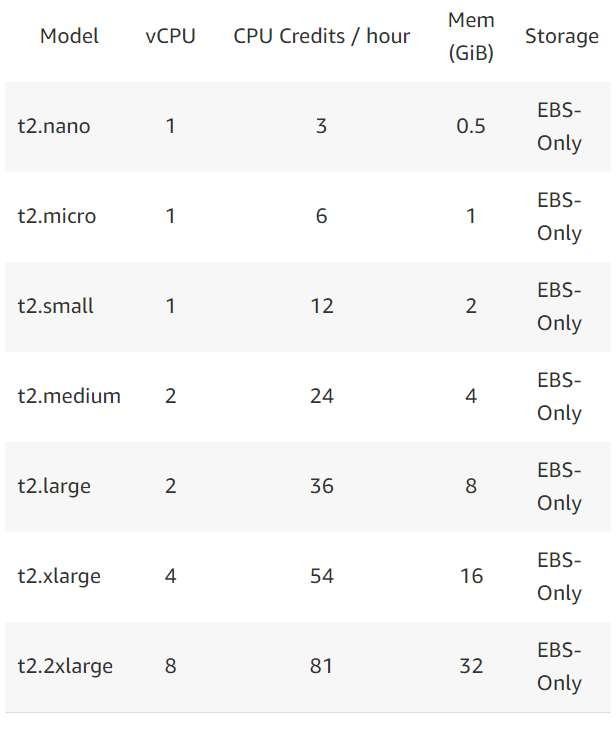 Model vCPU CPU Credits / hour Mem (GiB) Storage
t2.nano 1 3 0.5 EBS-Only
t2.micro 1 6 1 EBS-Only
t2.small 1 12 2 EBS-Only
t2.medium 2 24 4 EBS-Only
t2.large 2 36 8 EBS-Only
t2.xlarge 4 54 16 EBS-Only
t2.2xlarge 8 81 32 EBS-Only